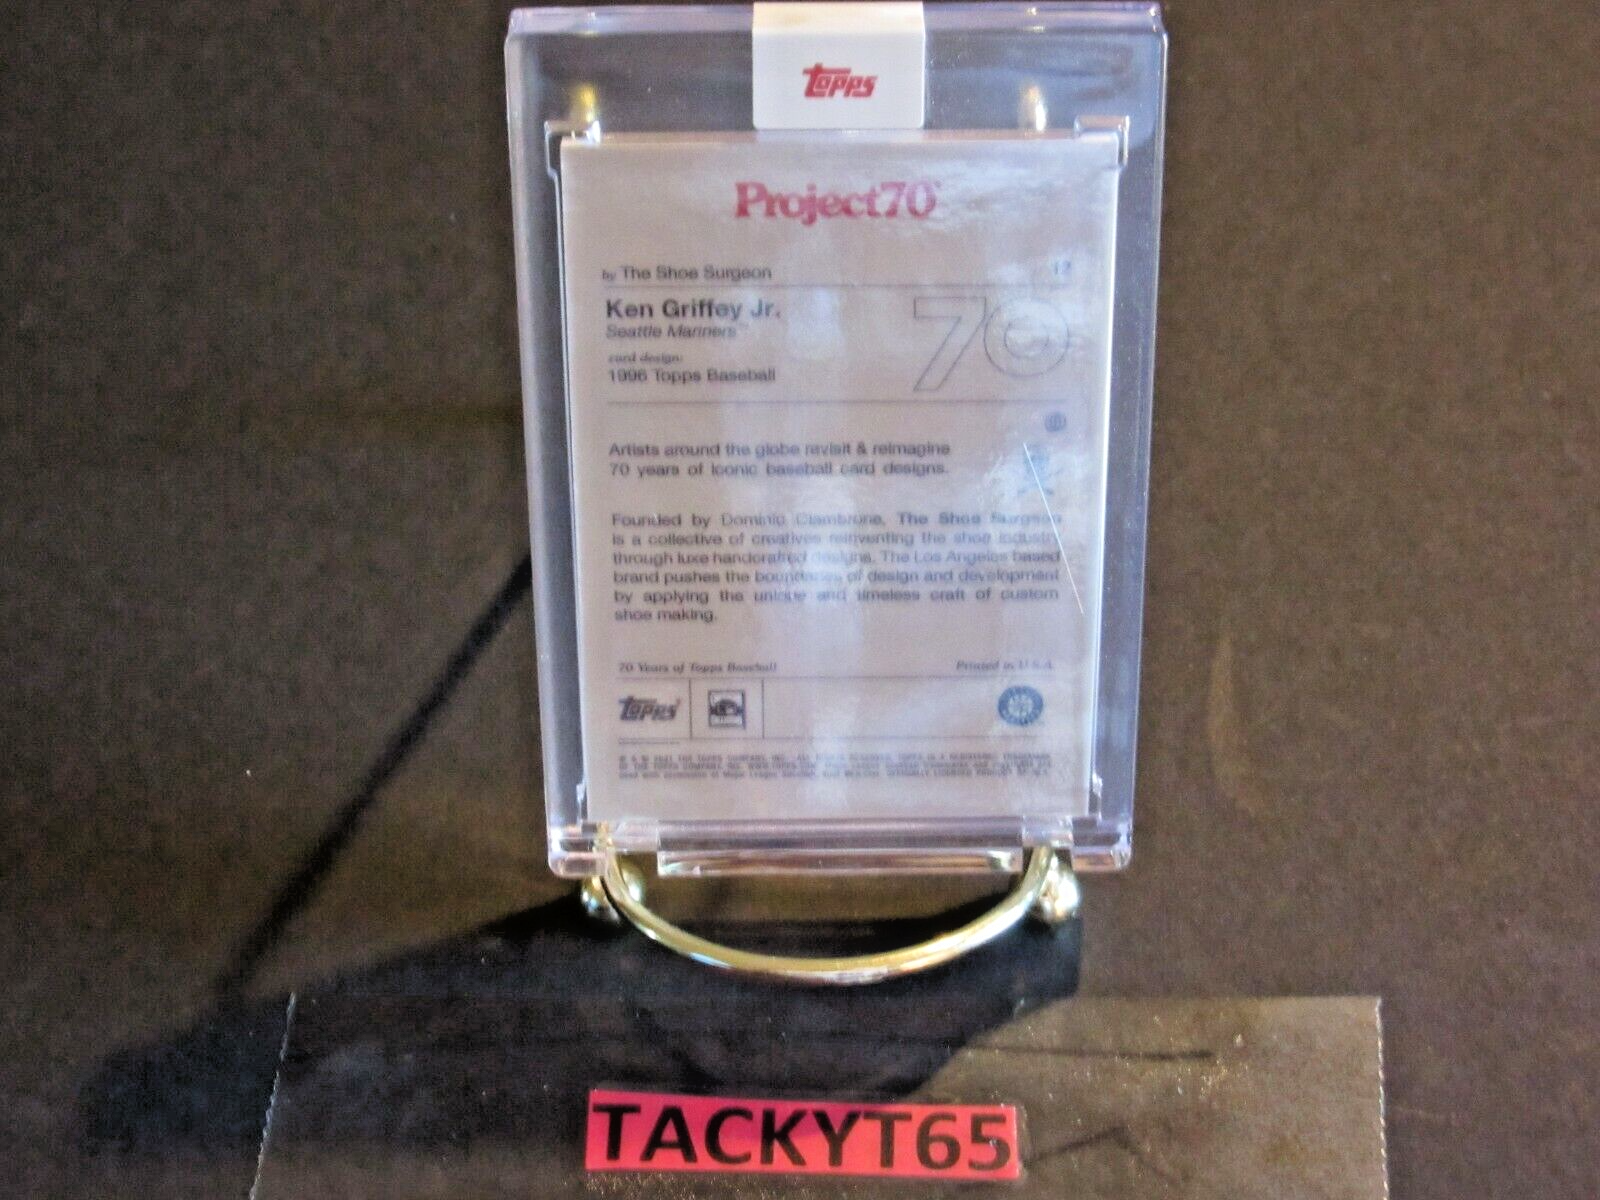 topps
Project70
by The Shoe Surgeon 12
Ken Griffey Jr.
Seattle Mariners™
card design:
1996 Topps Baseball
70
Artists around the globe revisit & reimagine
70 years of iconic baseball card designs.
Founded by Dominic Ciambrone, The Shoe Surgeon
is a collective of creatives reinventing the shoe industry
through luxe handcrafted designs. The Los Angeles based
brand pushes the boundaries of design and development
by applying the unique and timeless craft of custom
shoe making.
70 Years of Topps Baseball Printed in U.S.A.
topps
TACKYT65